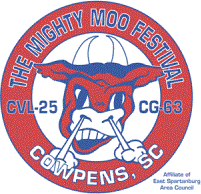 THE MIGHTY MOO FESTIVAL
CVL-25
CG-63
COWPENS, SC
Affiliate of
East Spartanburg
Area Council